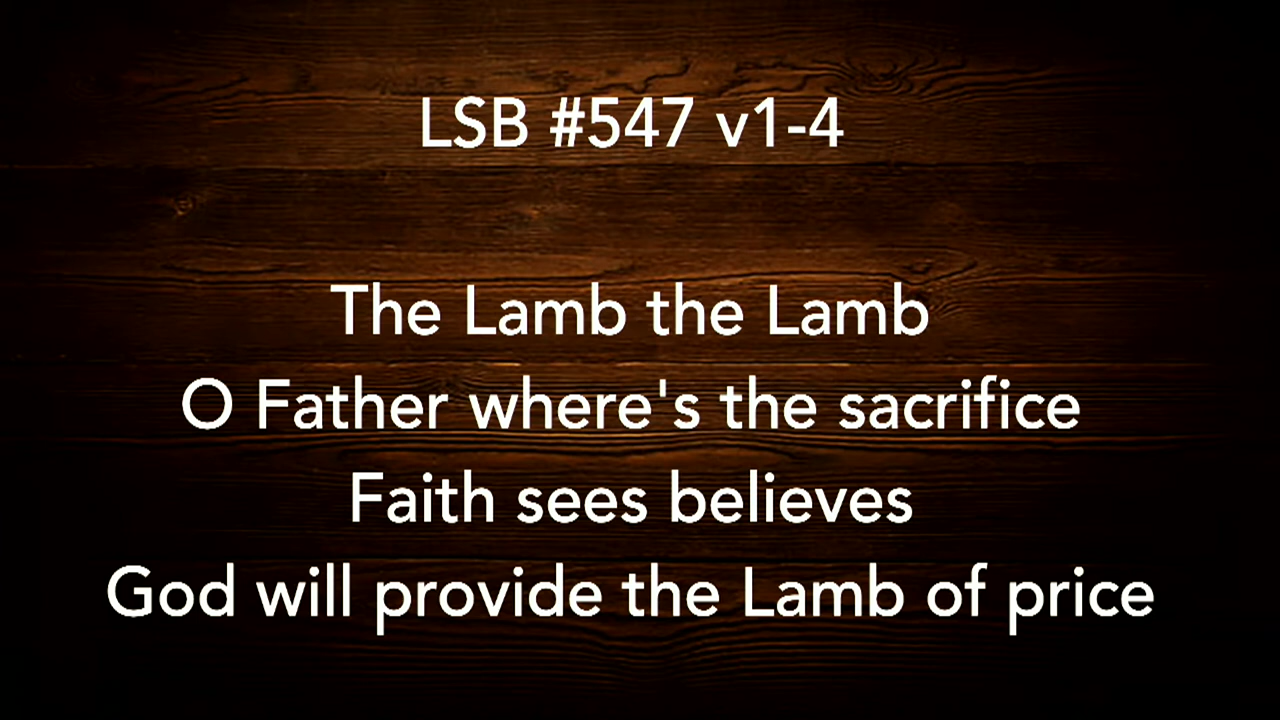 LSB #547 v1-4
The Lamb the Lamb
O Father where's the sacrifice
Faith sees believes
God will provide the Lamb of price